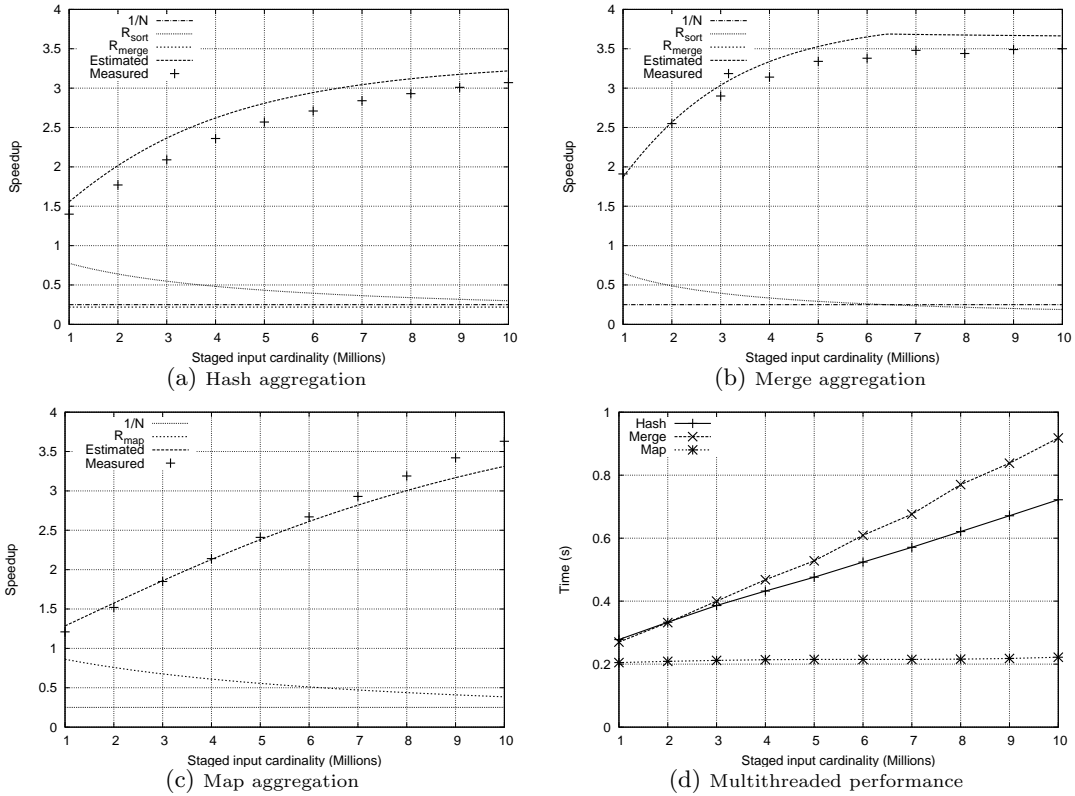 4
3.5
3
2.5
2
1.5
1
0.5
0
Speedup
1/N
R_sort
R_merge
Estimated
Measured
1 2 3 4 5 6 7 8 9 10
Staged input cardinality (Millions)
(a) Hash aggregation
4
3.5
3
2.5
2
1.5
1
0.5
0
Speedup
1/N
R_sort
R_merge
Estimated
Measured
1 2 3 4 5 6 7 8 9 10
Staged input cardinality (Millions)
(b) Merge aggregation
4
3.5
3
2.5
2
1.5
1
0.5
0
Speedup
1/N
R_map
Estimated
Measured
1 2 3 4 5 6 7 8 9 10
Staged input cardinality (Millions)
(c) Map aggregation
1
0.8
0.6
0.4
0.2
0
Time (s)
Hash
Merge
Map
1 2 3 4 5 6 7 8 9 10
Staged input cardinality (Millions)
(d) Multithreaded performance